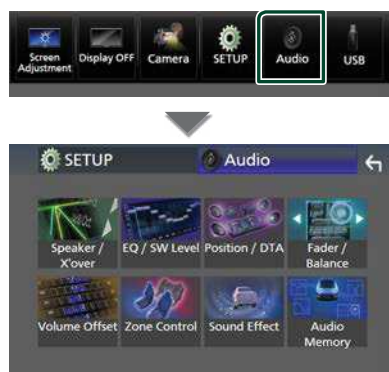 Screen
Adjustment
Display OFF
Camera
SETUP
Audio
USB
SETUP
Audio
Speaker /
X'over
EQ / SW Level
Position / DTA
Fader /
Balance
Volume Offset
Zone Control
Sound Effect
Audio
Memory